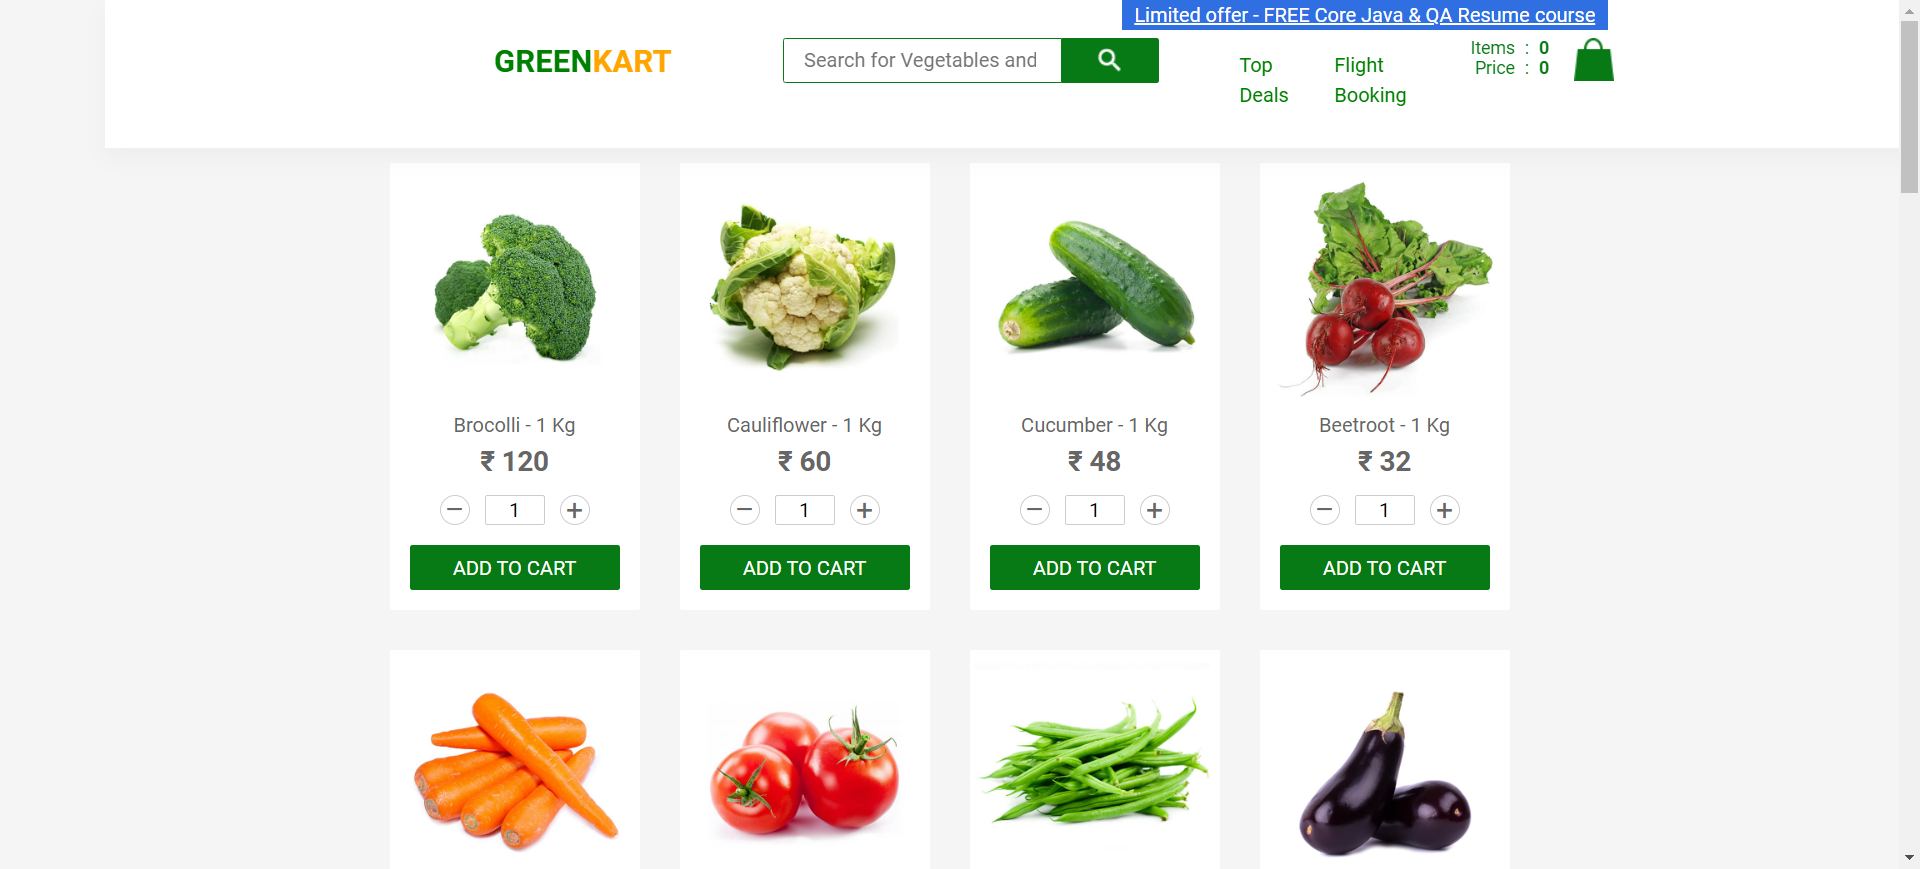 Limited offer - FREE Core Java & QA Resume course
GREENKART
Search for Vegetables and
Top
Deals
Flight
Booking
Items : 0
Price : 0
Brocolli - 1 Kg
₹ 120
− 1 +
ADD TO CART
Cauliflower - 1 Kg
₹ 60
− 1 +
ADD TO CART
Cucumber - 1 Kg
₹ 48
− 1 +
ADD TO CART
Beetroot - 1 Kg
₹ 32
− 1 +
ADD TO CART